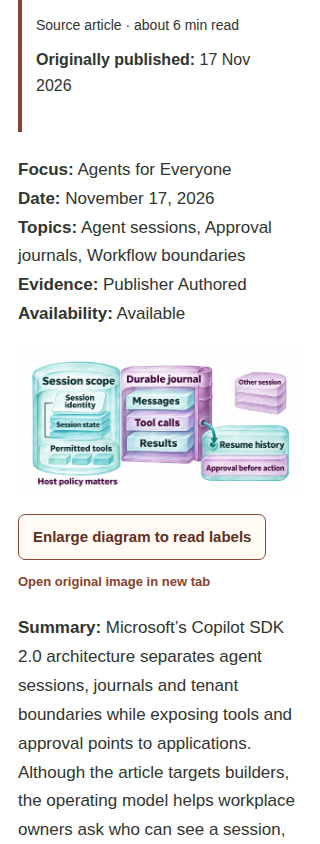 Source article · about 6 min read
Originally published: 17 Nov
2026
Focus: Agents for Everyone
Date: November 17, 2026
Topics: Agent sessions, Approval
journals, Workflow boundaries
Evidence: Publisher Authored
Availability: Available
Session scope
Session
identity
Session state
Permitted tools
Host policy matters
Durable journal
Messages
Tool calls
Results
Other session
Resume history
Approval before action
Enlarge diagram to read labels
Open original image in new tab
Summary: Microsoft’s Copilot SDK
2.0 architecture separates agent
sessions, journals and tenant
boundaries while exposing tools and
approval points to applications.
Although the article targets builders,
the operating model helps workplace
owners ask who can see a session,